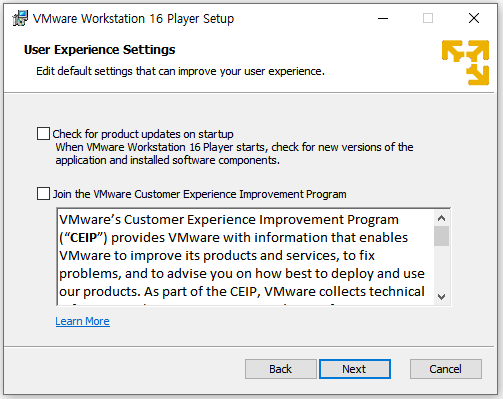 VMware Workstation 16 Player Setup
User Experience Settings
Edit default settings that can improve your user experience.
Check for product updates on startup
When VMware Workstation 16 Player starts, check for new versions of the
application and installed software components.
Join the VMware Customer Experience Improvement Program
VMware's Customer Experience Improvement Program
("CEIP") provides VMware with information that enables
VMware to improve its products and services, to fix
problems, and to advise you on how best to deploy and use
our products. As part of the CEIP, VMware collects technical
Learn More
Back
Next
Cancel